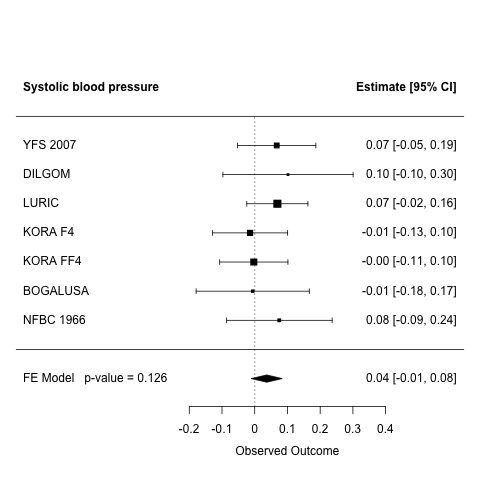 Systolic blood pressure Estimate [95% CI]
YFS 2007 0.07 [-0.05, 0.19]
DILGOM 0.10 [-0.10, 0.30]
LURIC 0.07 [-0.02, 0.16]
KORA F4 -0.01 [-0.13, 0.10]
KORA FF4 -0.00 [-0.11, 0.10]
BOGALUSA -0.01 [-0.18, 0.17]
NFBC 1966 0.08 [-0.09, 0.24]
FE Model p-value = 0.126 0.04 [-0.01, 0.08]
-0.2 -0.1 0 0.1 0.2 0.3 0.4
Observed Outcome